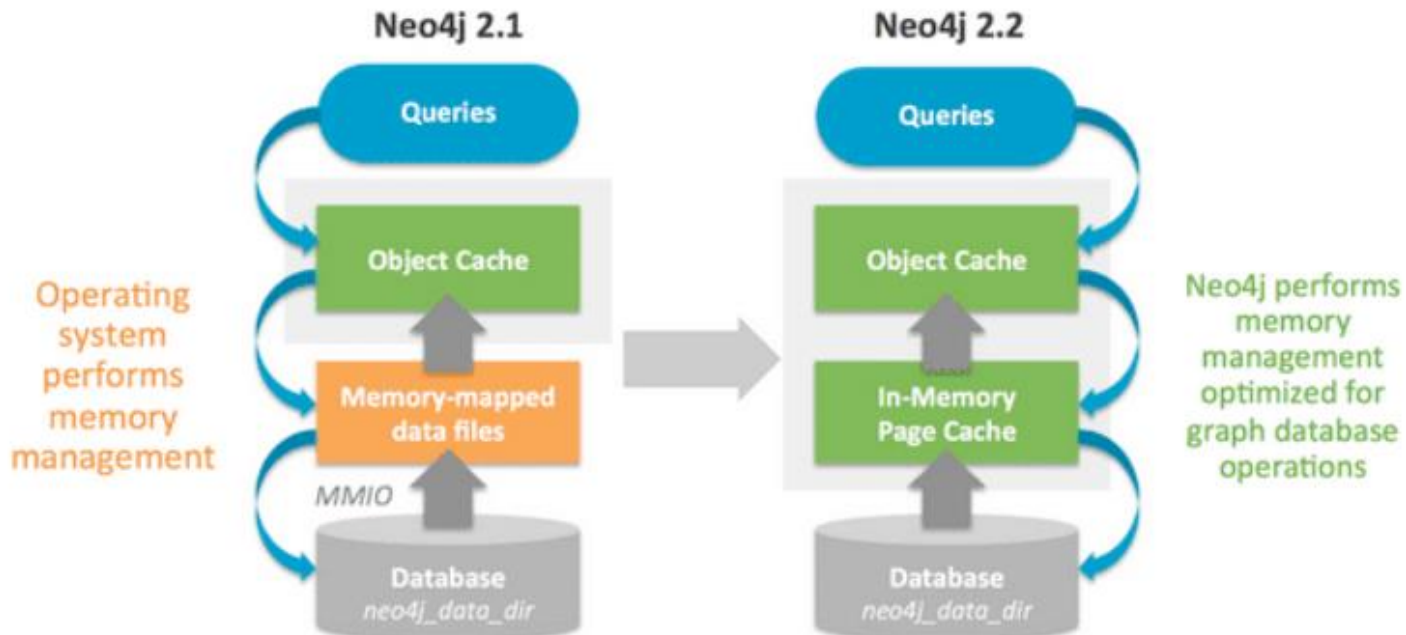 Neo4j 2.1
Queries
Object Cache
Operating
system
performs
memory
management
Memory-mapped
data files
MMIO
Database
neo4j_data_dir
Neo4j 2.2
Queries
Object Cache
In-Memory
Page Cache
Neo4j performs
memory
management
optimized for
graph database
operations
Database
neo4j_data_dir